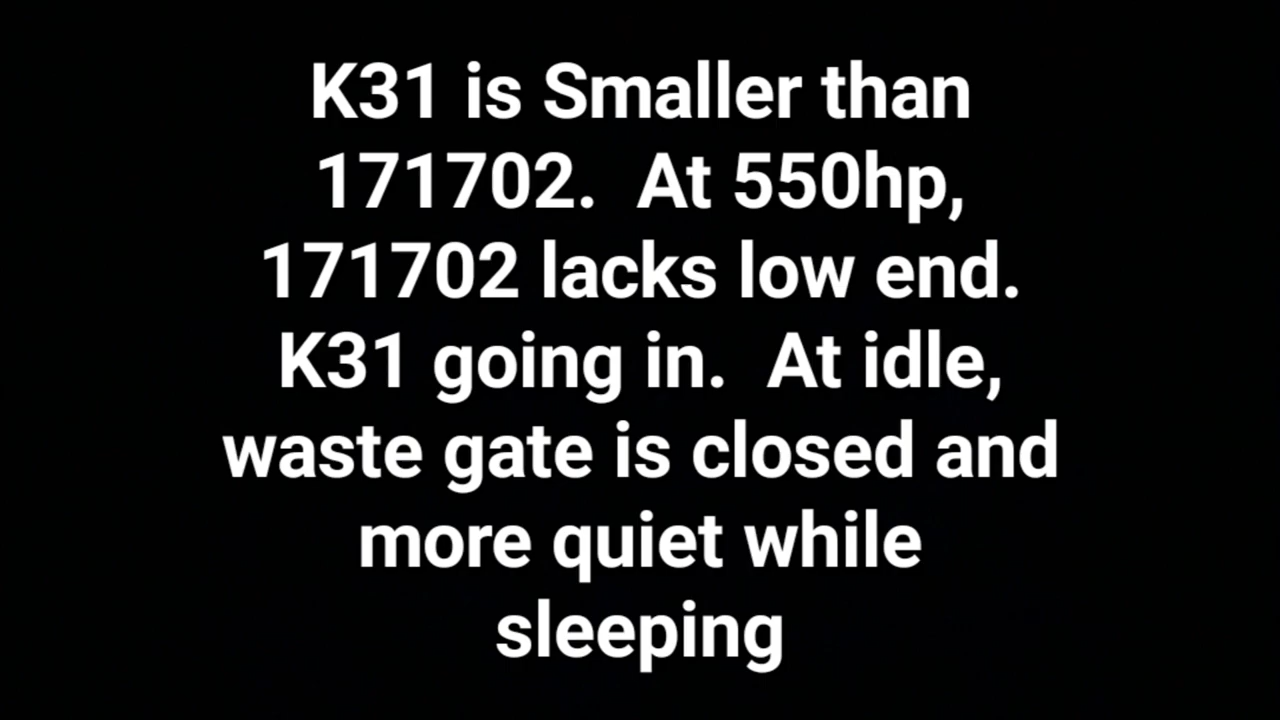 K31 is Smaller than
171702.  At 550hp,
171702 lacks low end.
K31 going in.  At idle,
waste gate is closed and
more quiet while
sleeping